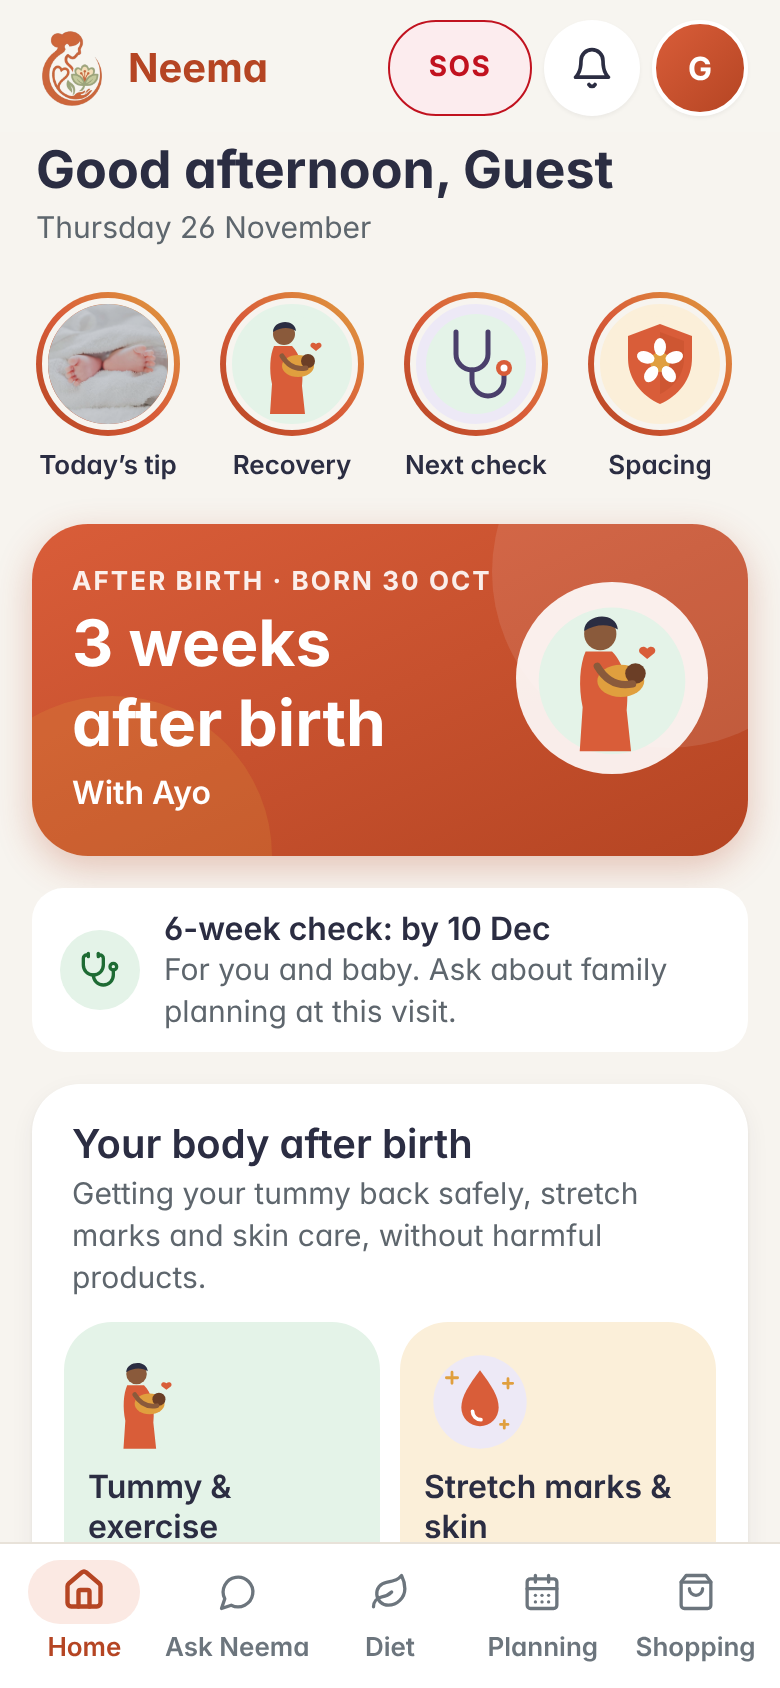 Neema
SOS
G
Good afternoon, Guest
Thursday 26 November
Today’s tip
Recovery
Next check
Spacing
AFTER BIRTH · BORN 30 OCT
3 weeks
after birth
With Ayo
6-week check: by 10 Dec
For you and baby. Ask about family
planning at this visit.
Your body after birth
Getting your tummy back safely, stretch
marks and skin care, without harmful
products.
Tummy &
exercise
Stretch marks &
skin
Home
Ask Neema
Diet
Planning
Shopping